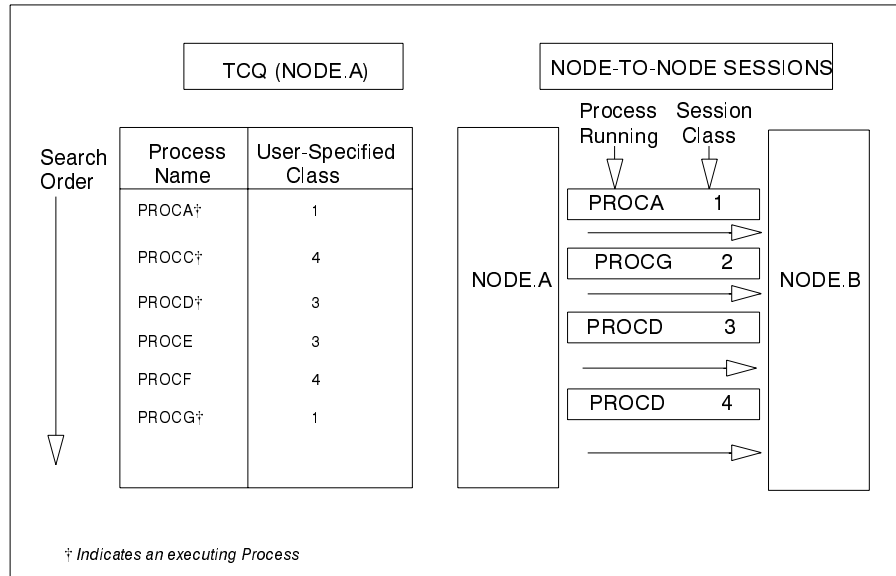 TCQ (NODE.A)
NODE-TO-NODE SESSIONS
Search
Order
Process
Name
User-Specified
Class
PROCA† 1
PROCC† 4
PROCD† 3
PROCE 3
PROCF 4
PROCG† 1
Process
Running
Session
Class
NODE.A
PROCA 1
PROCG 2
PROCD 3
PROCD 4
NODE.B
† Indicates an executing Process